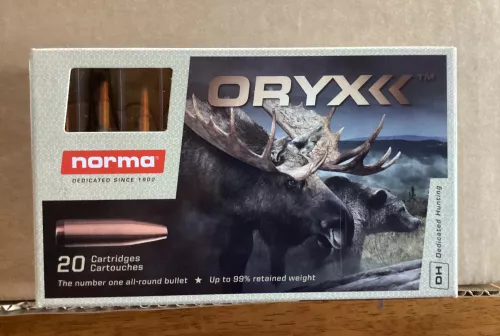 ORYX ™
norma®
DEDICATED SINCE 1902
20 Cartridges
Cartouches
The number one all-round bullet ★ Up to 99% retained weight
DH Dedicated Hunting